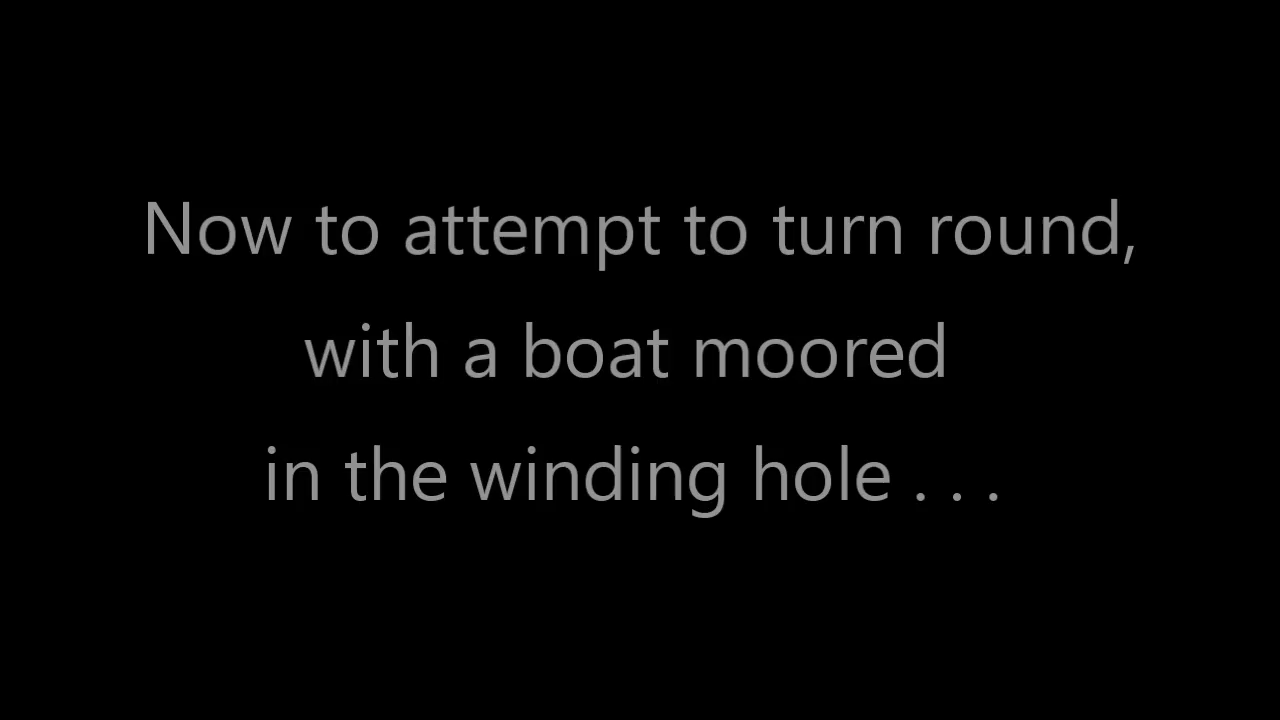 Now to attempt to turn round,
with a boat moored
in the winding hole . . .